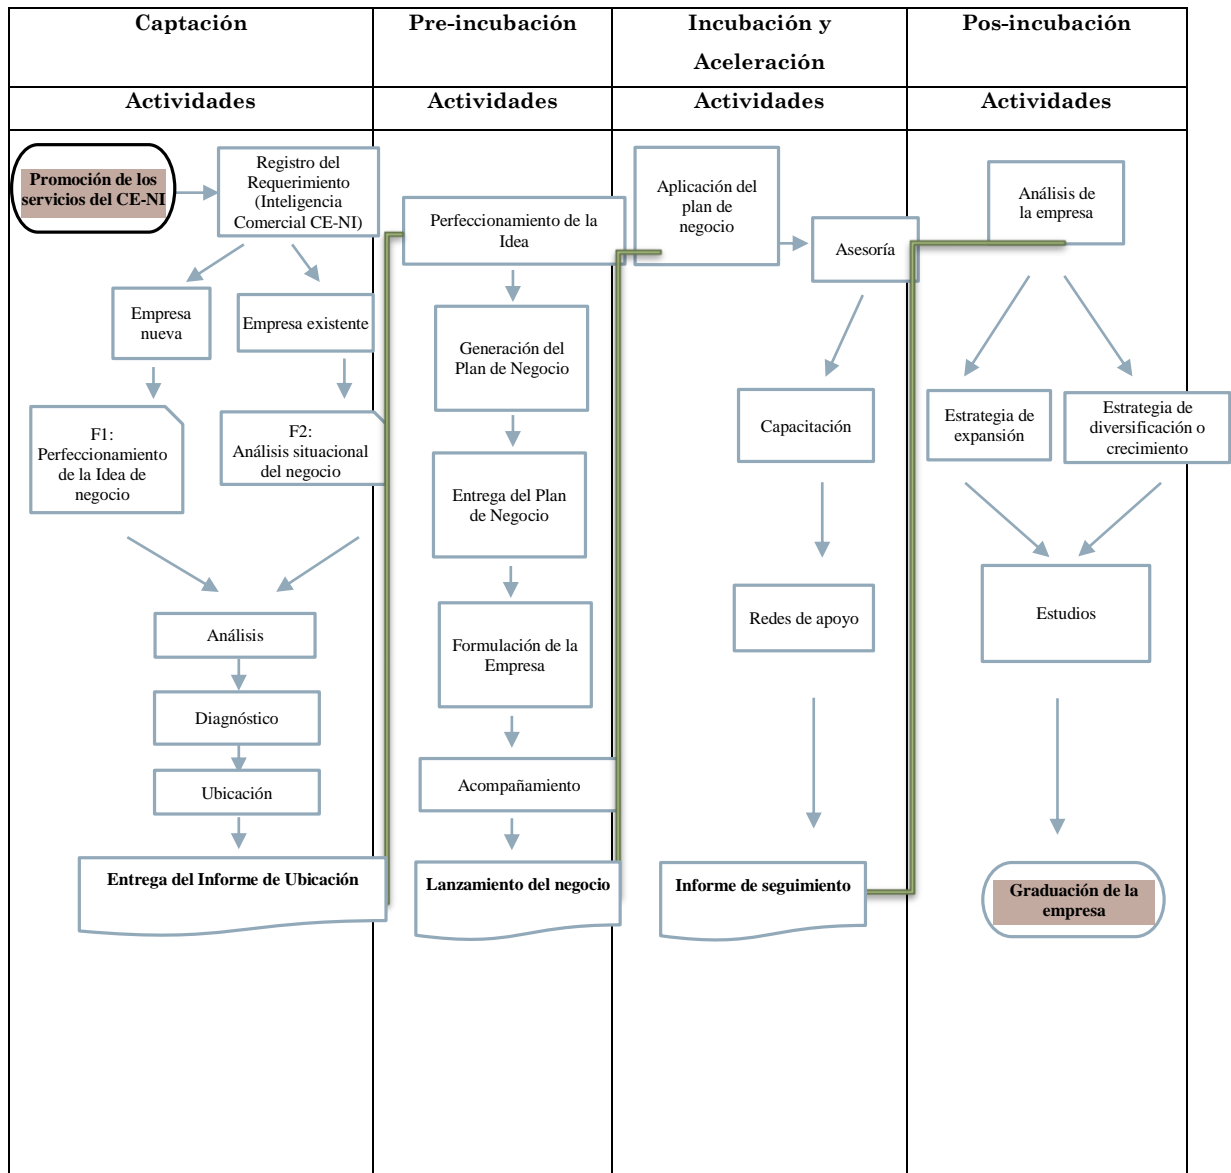 Captación
Pre-incubación
Incubación y
Aceleración
Pos-incubación
Actividades
Actividades
Actividades
Actividades
Promoción de los
servicios del CE-NI
Registro del
Requerimiento
(Inteligencia
Comercial CE-NI)
Empresa
nueva
Empresa existente
F1:
Perfeccionamiento
de la Idea de
negocio
F2:
Análisis situacional
del negocio
Análisis
Diagnóstico
Ubicación
Entrega del Informe de Ubicación
Perfeccionamiento de la
Idea
Generación del
Plan de Negocio
Entrega del Plan
de Negocio
Formulación de la
Empresa
Acompañamiento
Lanzamiento del negocio
Aplicación del
plan de
negocio
Asesoría
Capacitación
Redes de apoyo
Informe de seguimiento
Análisis de
la empresa
Estrategia de
expansión
Estrategia de
diversificación o
crecimiento
Estudios
Graduación de la
empresa